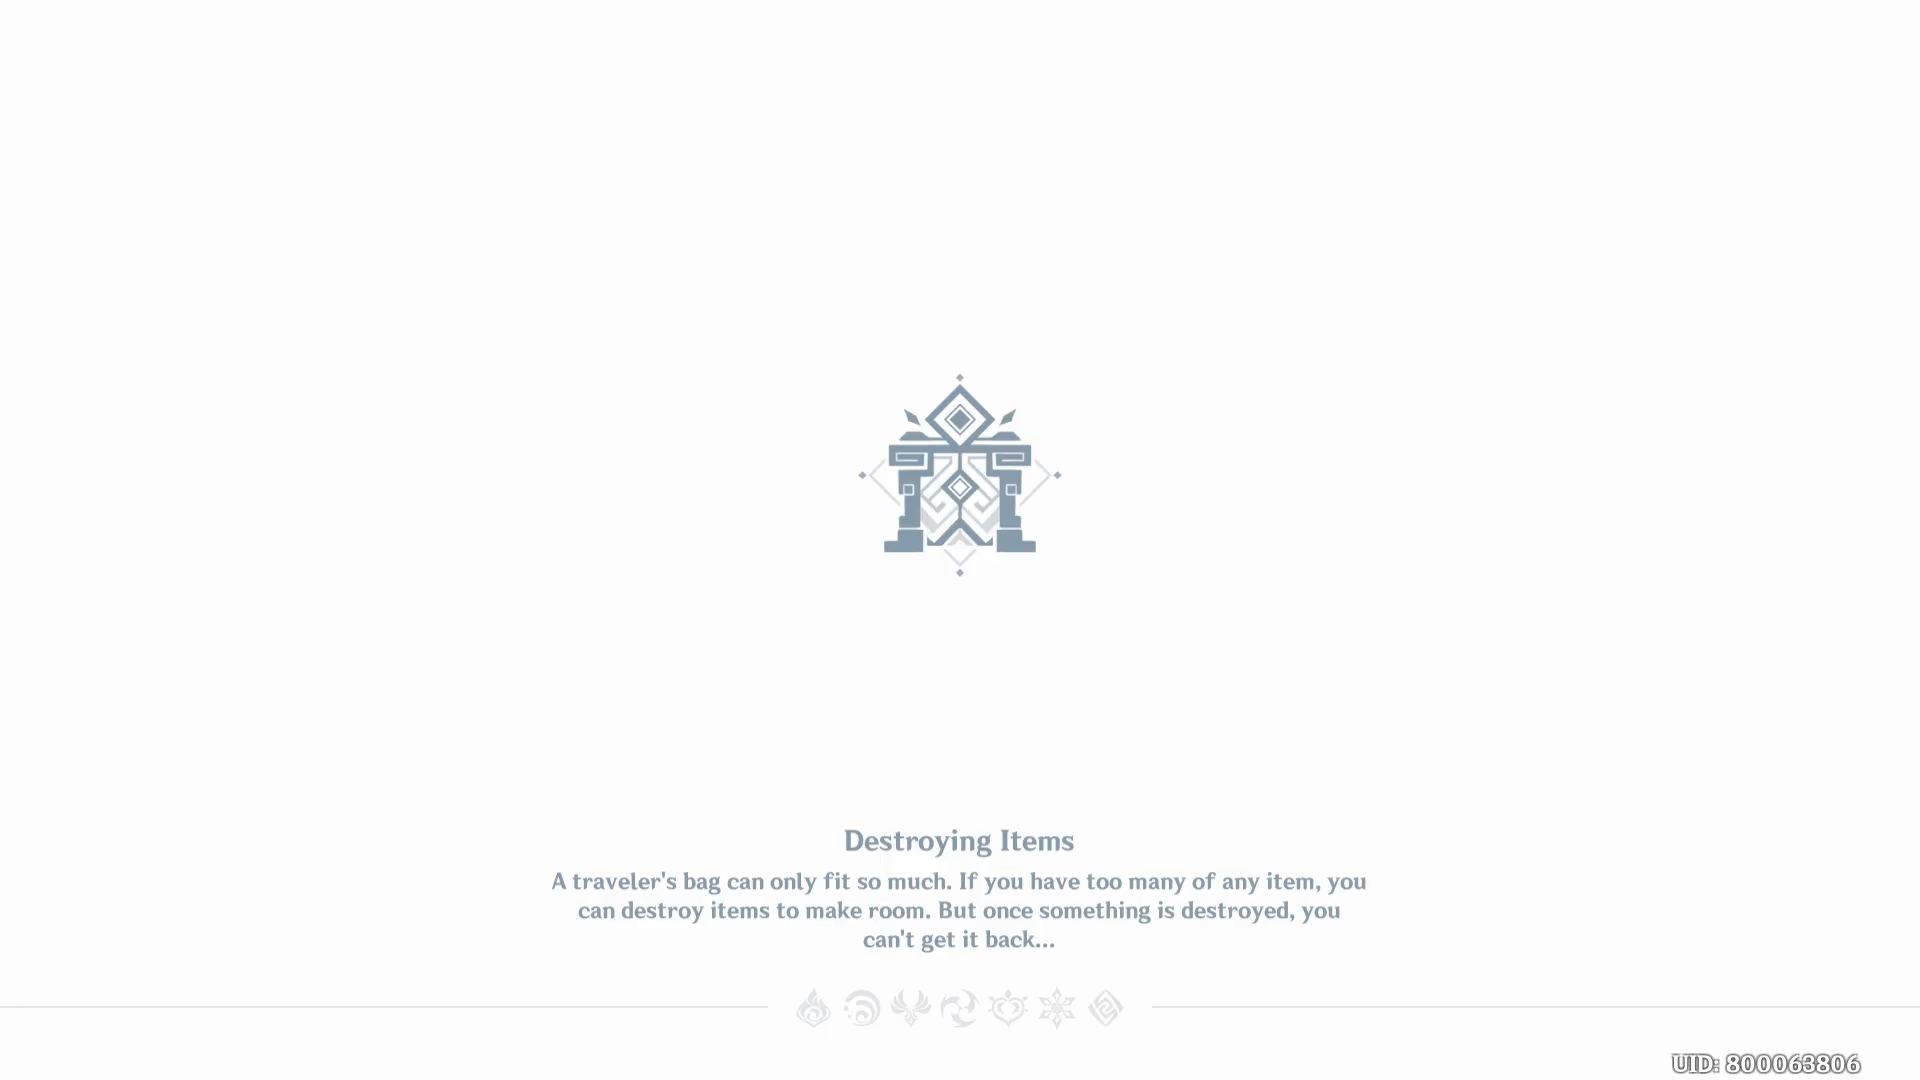 Destroying Items
A traveler's bag can only fit so much. If you have too many of any item, you
can destroy items to make room. But once something is destroyed, you
can't get it back...
UID: 800063806